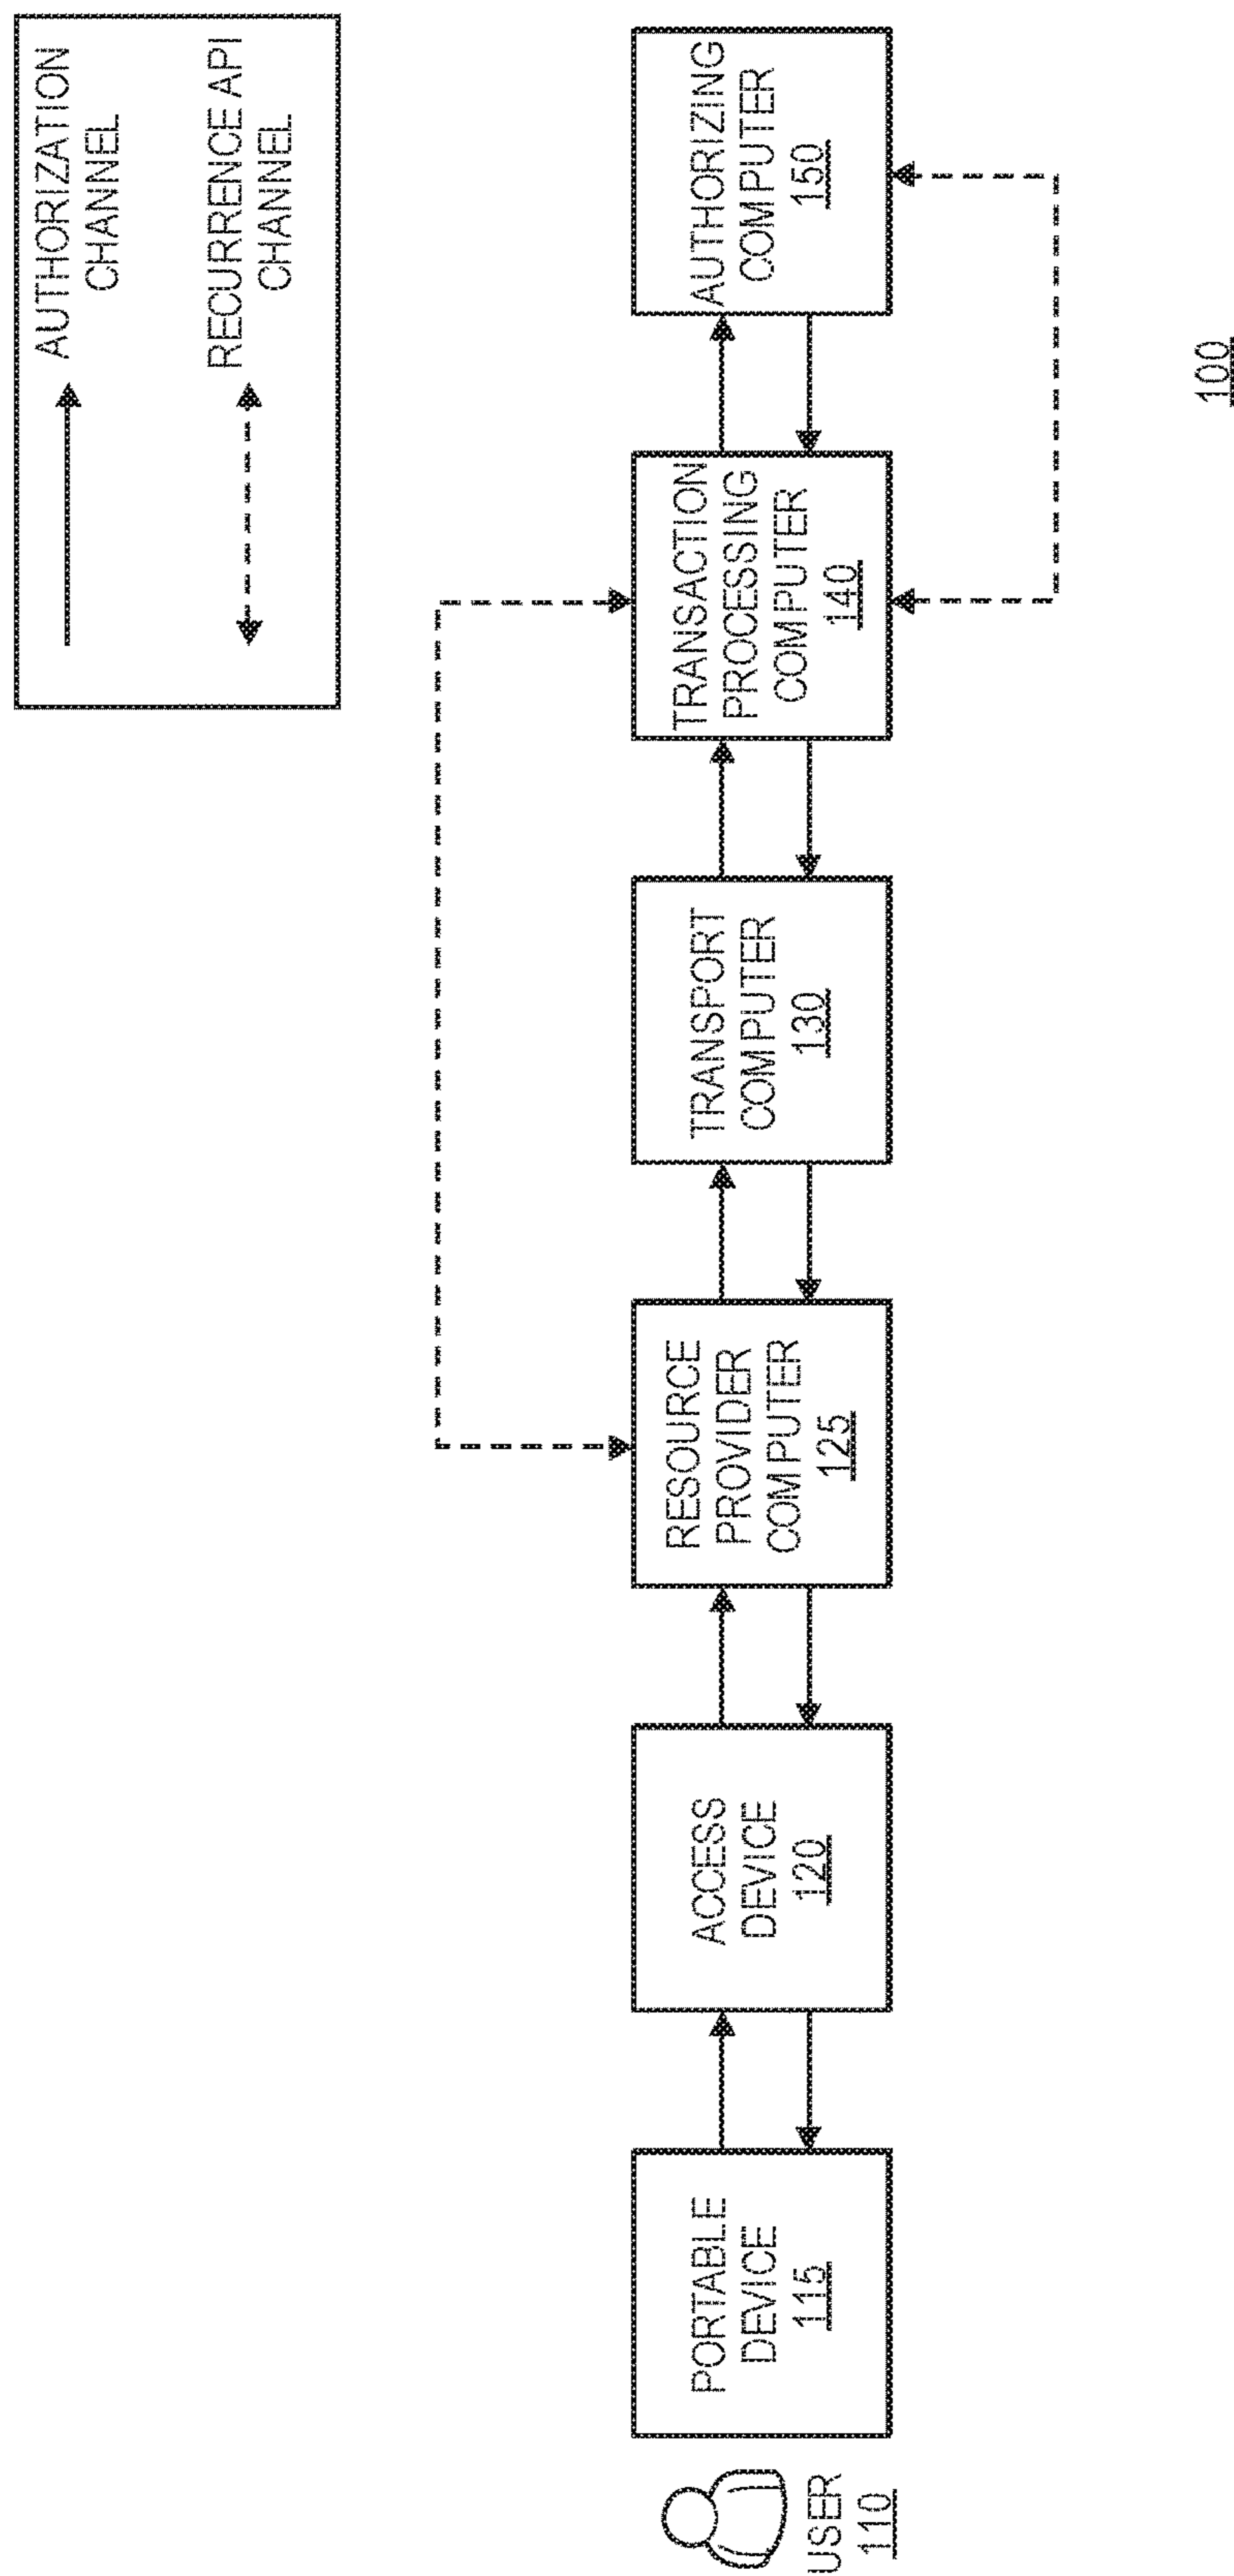 AUTHORIZATION
CHANNEL
RECURRENCE API
CHANNEL
USER
110
PORTABLE
DEVICE
115
ACCESS
DEVICE
120
RESOURCE
PROVIDER
COMPUTER
125
TRANSPORT
COMPUTER
130
TRANSACTION
PROCESSING
COMPUTER
140
AUTHORIZING
COMPUTER
150
100